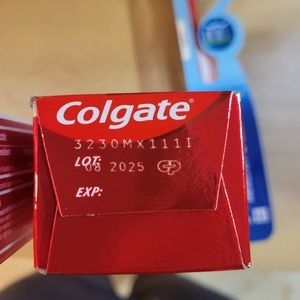 Colgate®
3230MX111I
LOT:
08 2025
EXP: